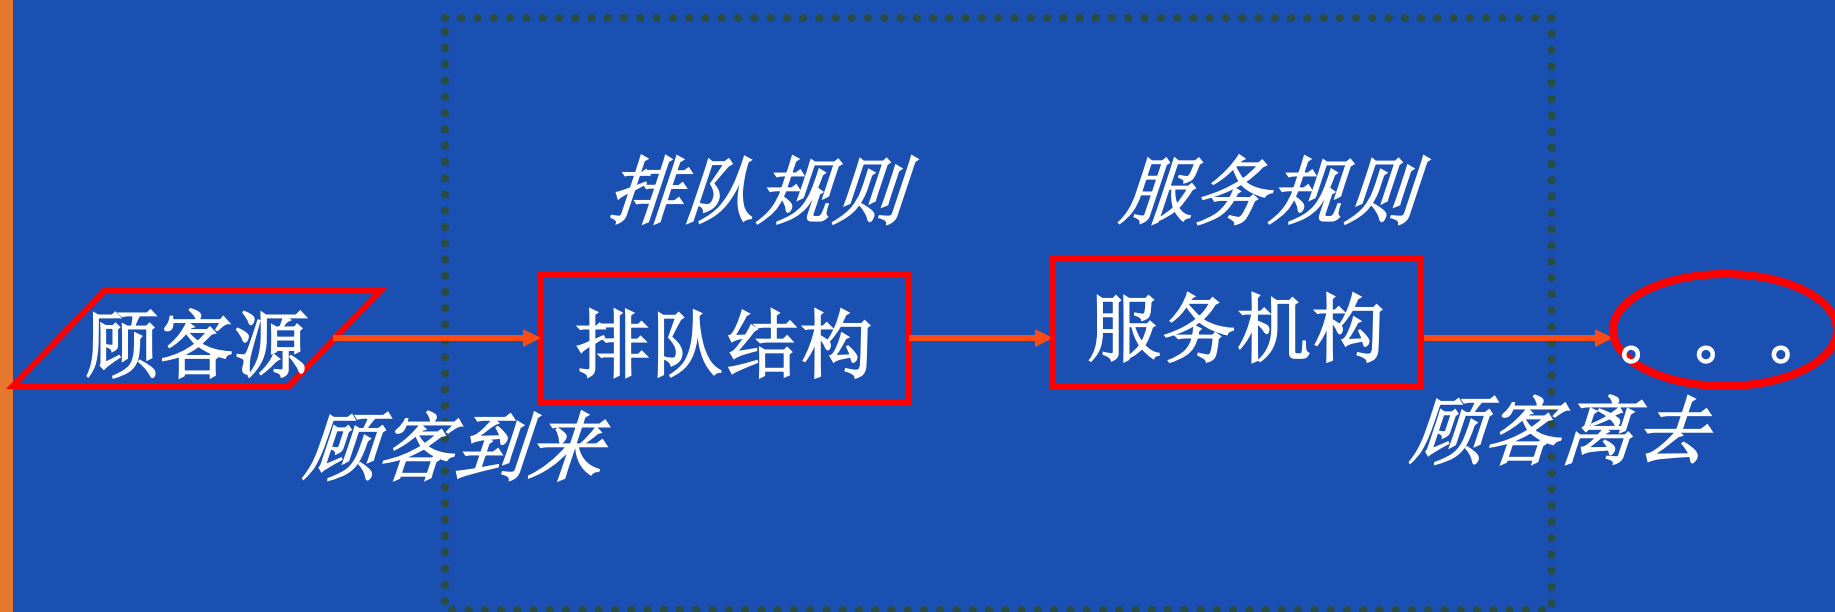 排队规则
服务规则
顾客源
排队结构
服务机构
。。。
顾客到来
顾客离去